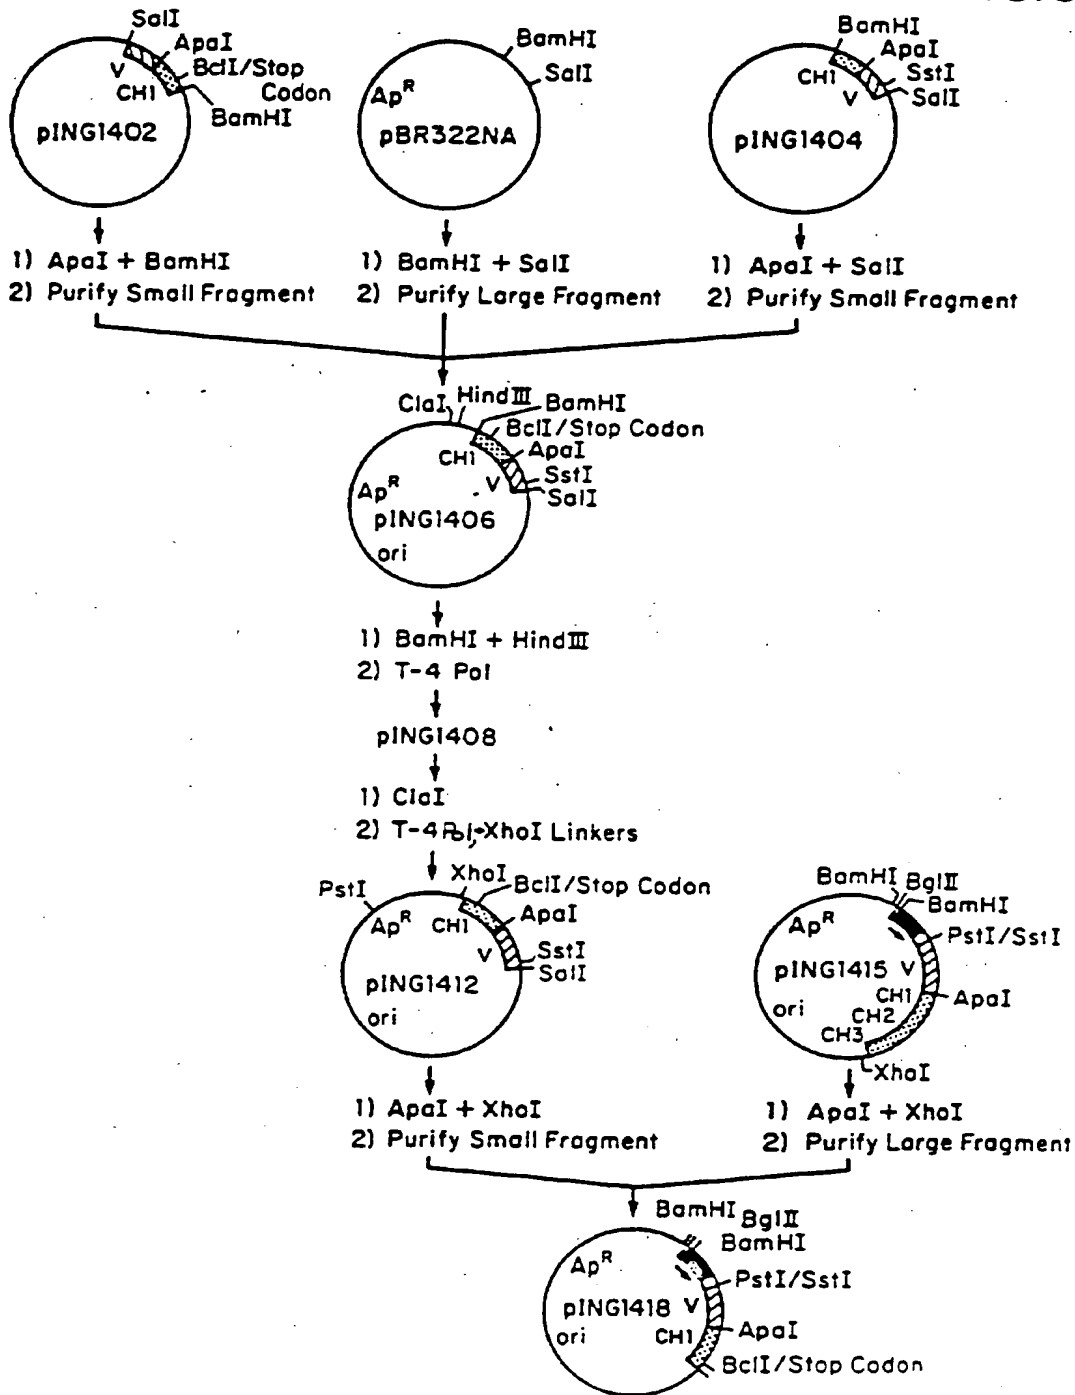 SalI
ApaI
BclI/Stop
Codon
BamHI
V
CH1
pING1402
BamHI
SalI
Ap^R
pBR322NA
BamHI
ApaI
SstI
SalI
CH1
V
pING1404
1) ApaI + BamHI
2) Purify Small Fragment
1) BamHI + SalI
2) Purify Large Fragment
1) ApaI + SalI
2) Purify Small Fragment
ClaI
HindIII
BamHI
BclI/Stop Codon
ApaI
SstI
SalI
CH1
V
Ap^R
pING1406
ori
1) BamHI + HindIII
2) T-4 Pol
pING1408
1) ClaI
2) T-4 Pol, XhoI Linkers
PstI
XhoI
BclI/Stop Codon
ApaI
SstI
SalI
Ap^R
CH1
V
pING1412
ori
BamHI
BglII
BamHI
PstI/SstI
ApaI
XhoI
Ap^R
pING1415
V
CH1
CH2
CH3
ori
1) ApaI + XhoI
2) Purify Small Fragment
1) ApaI + XhoI
2) Purify Large Fragment
BamHI
BglII
BamHI
PstI/SstI
ApaI
BclI/Stop Codon
Ap^R
pING1418
V
CH1
ori